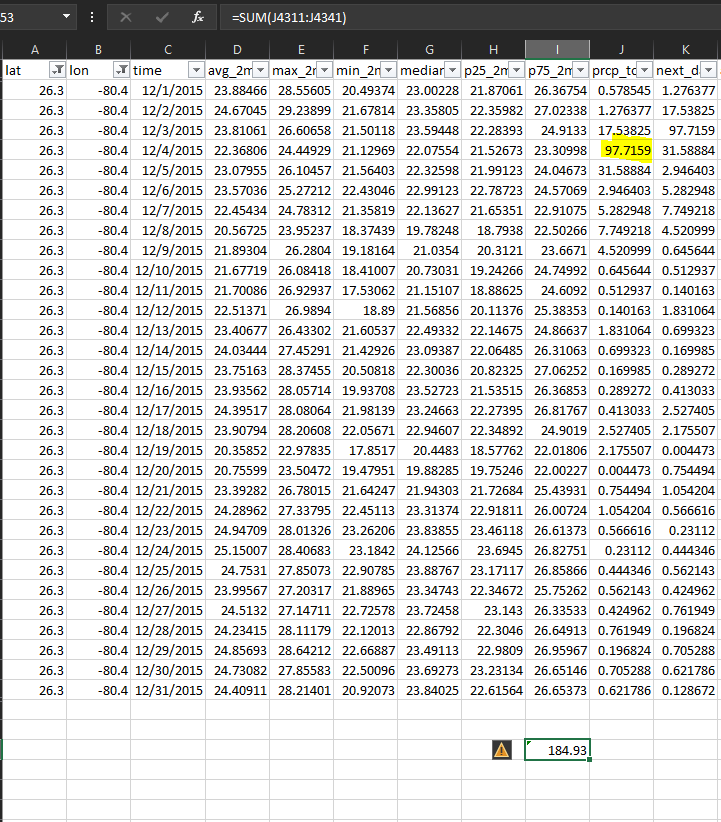 53 fx =SUM(J4311:J4341)
A B C D E F G H I J K
lat lon time avg_2m max_2m min_2m median p25_2m p75_2m prcp_to next_da
26.3 -80.4 12/1/2015 23.88466 28.55605 20.49374 23.00228 21.87061 26.36754 0.578545 1.276377
26.3 -80.4 12/2/2015 24.67045 29.23899 21.67814 23.35805 22.35982 27.02338 1.276377 17.53825
26.3 -80.4 12/3/2015 23.81061 26.60658 21.50118 23.59448 22.28393 24.9133 17.53825 97.7159
26.3 -80.4 12/4/2015 22.36806 24.44929 21.12969 22.07554 21.52673 23.30998 97.7159 31.58884
26.3 -80.4 12/5/2015 23.07955 26.10457 21.56403 22.32598 21.99123 24.04673 31.58884 2.946403
26.3 -80.4 12/6/2015 23.57036 25.27212 22.43046 22.99123 22.78723 24.57069 2.946403 5.282948
26.3 -80.4 12/7/2015 22.45434 24.78312 21.35819 22.13627 21.65351 22.91075 5.282948 7.749218
26.3 -80.4 12/8/2015 20.56725 23.95237 18.37439 19.78248 18.7938 22.50266 7.749218 4.520999
26.3 -80.4 12/9/2015 21.89304 26.2804 19.18164 21.0354 20.3121 23.6671 4.520999 0.645644
26.3 -80.4 12/10/2015 21.67719 26.08418 18.41007 20.73031 19.24266 24.74992 0.645644 0.512937
26.3 -80.4 12/11/2015 21.70086 26.92937 17.53062 21.15107 18.88625 24.6092 0.512937 0.140163
26.3 -80.4 12/12/2015 22.51371 26.9894 18.89 21.56856 20.11376 25.38353 0.140163 1.831064
26.3 -80.4 12/13/2015 23.40677 26.43302 21.60537 22.49332 22.14675 24.86637 1.831064 0.699323
26.3 -80.4 12/14/2015 24.03444 27.45291 21.42926 23.09387 22.06485 26.31063 0.699323 0.169985
26.3 -80.4 12/15/2015 23.75163 28.37455 20.50818 22.30036 20.82325 27.06252 0.169985 0.289272
26.3 -80.4 12/16/2015 23.93562 28.05714 19.93708 23.52723 21.53515 26.36853 0.289272 0.413033
26.3 -80.4 12/17/2015 24.39517 28.08064 21.98139 23.24663 22.27395 26.81767 0.413033 2.527405
26.3 -80.4 12/18/2015 23.90794 28.20608 22.05671 22.94607 22.34892 24.9019 2.527405 2.175507
26.3 -80.4 12/19/2015 20.35852 22.97835 17.8517 20.4483 18.57762 22.01806 2.175507 0.004473
26.3 -80.4 12/20/2015 20.75599 23.50472 19.47951 19.88285 19.75246 22.00227 0.004473 0.754494
26.3 -80.4 12/21/2015 23.39282 26.78015 21.64247 21.94303 21.72684 25.43931 0.754494 1.054204
26.3 -80.4 12/22/2015 24.28962 27.33795 22.45113 23.31374 22.91811 26.00724 1.054204 0.566616
26.3 -80.4 12/23/2015 24.94709 28.01326 23.26206 23.83855 23.46118 26.61373 0.566616 0.23112
26.3 -80.4 12/24/2015 25.15007 28.40683 23.1842 24.12566 23.6945 26.82751 0.23112 0.444346
26.3 -80.4 12/25/2015 24.7531 27.85073 22.90785 23.88767 23.17117 26.85866 0.444346 0.562143
26.3 -80.4 12/26/2015 23.99567 27.20317 21.88965 23.34743 22.34672 25.75262 0.562143 0.424962
26.3 -80.4 12/27/2015 24.5132 27.14711 22.72578 23.72458 23.143 26.33533 0.424962 0.761949
26.3 -80.4 12/28/2015 24.23415 28.11179 22.12013 22.86792 22.3046 26.64913 0.761949 0.196824
26.3 -80.4 12/29/2015 24.85693 28.64212 22.66887 23.49113 22.9809 26.95967 0.196824 0.705288
26.3 -80.4 12/30/2015 24.73082 27.85583 22.50096 23.69273 23.23134 26.65146 0.705288 0.621786
26.3 -80.4 12/31/2015 24.40911 28.21401 20.92073 23.84025 22.61564 26.65373 0.621786 0.128672
184.93